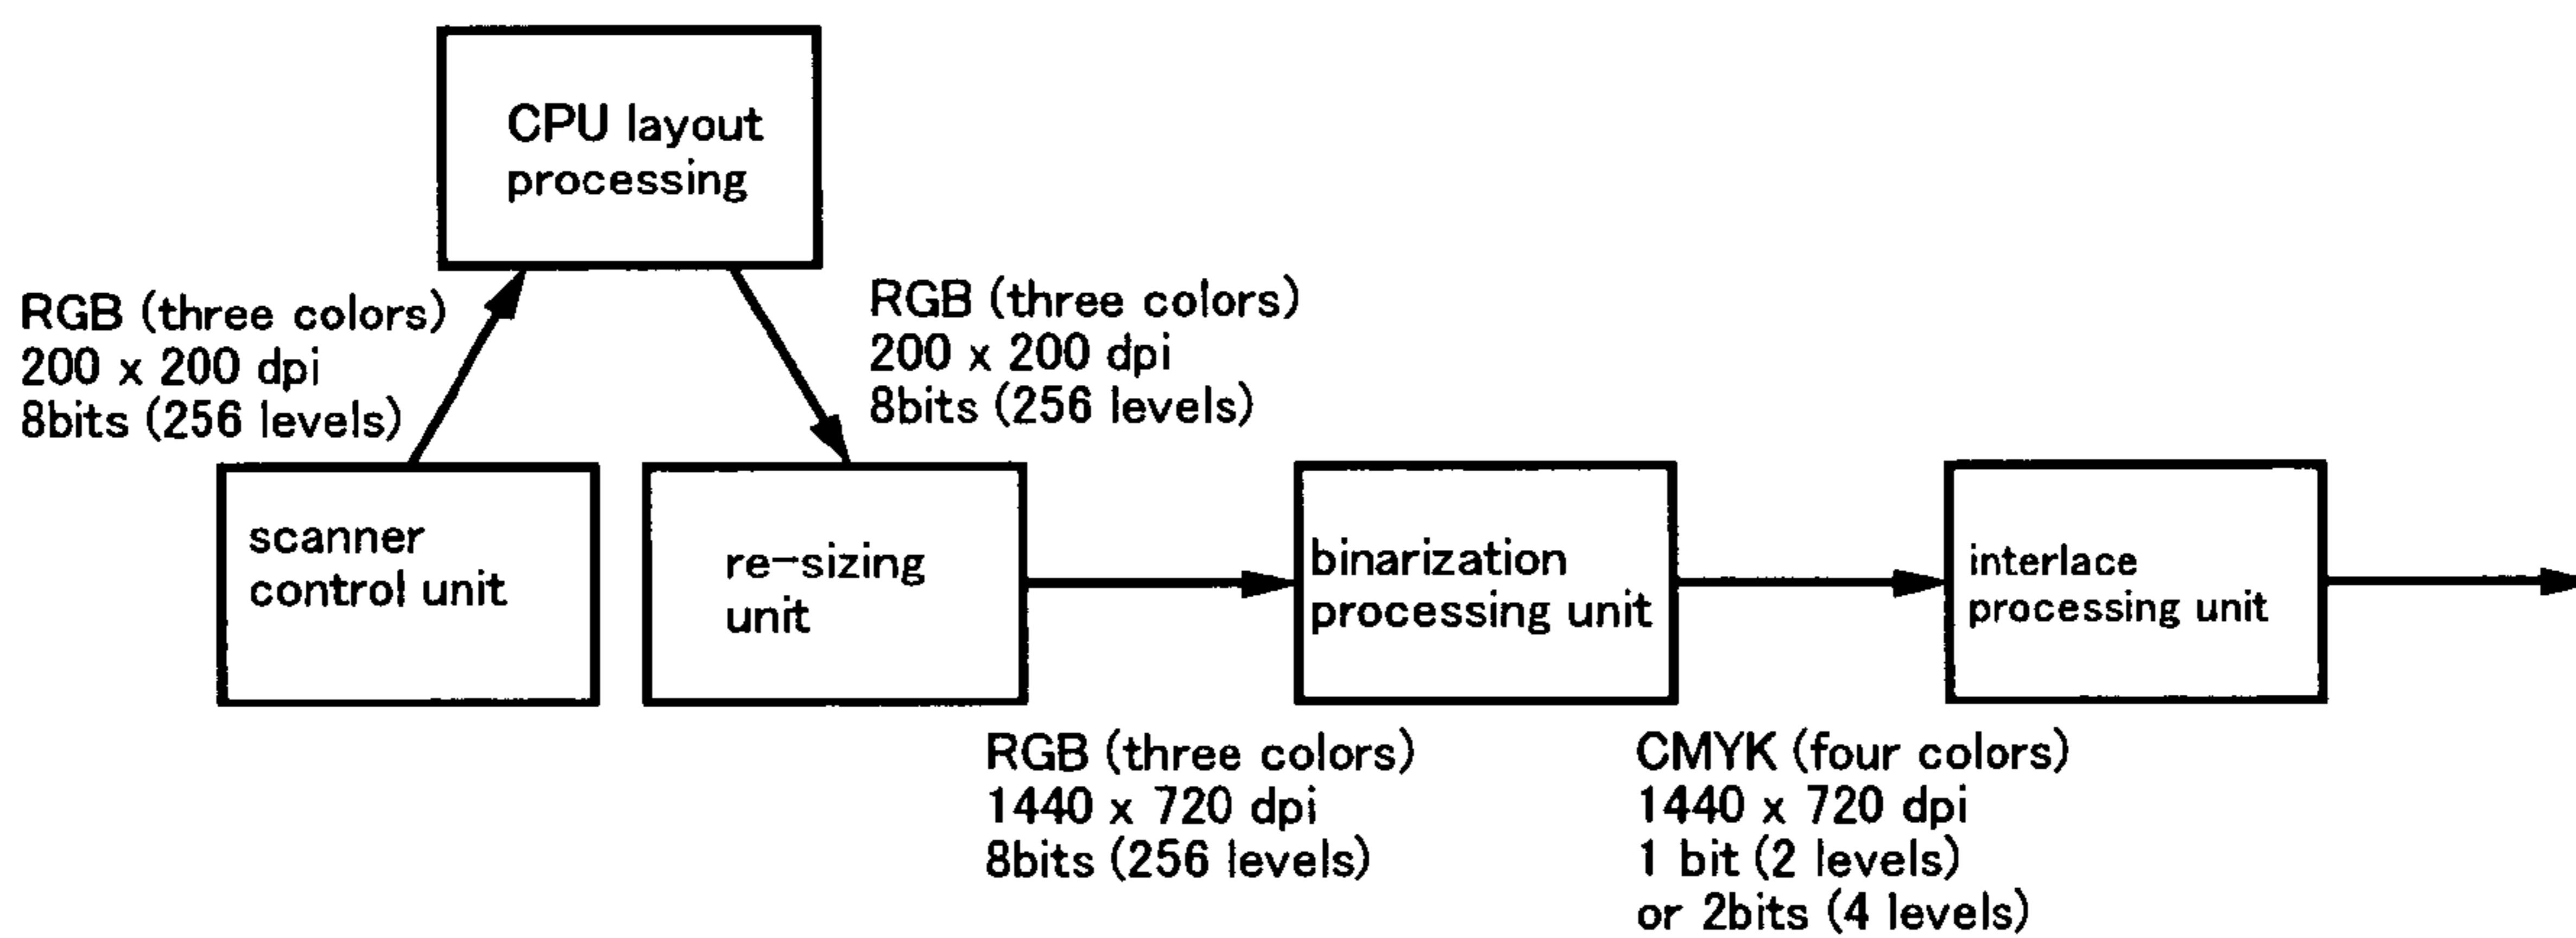 CPU layout
processing
RGB (three colors)
200 x 200 dpi
8bits (256 levels)
RGB (three colors)
200 x 200 dpi
8bits (256 levels)
scanner
control unit
re-sizing
unit
binarization
processing unit
interlace
processing unit
RGB (three colors)
1440 x 720 dpi
8bits (256 levels)
CMYK (four colors)
1440 x 720 dpi
1 bit (2 levels)
or 2bits (4 levels)